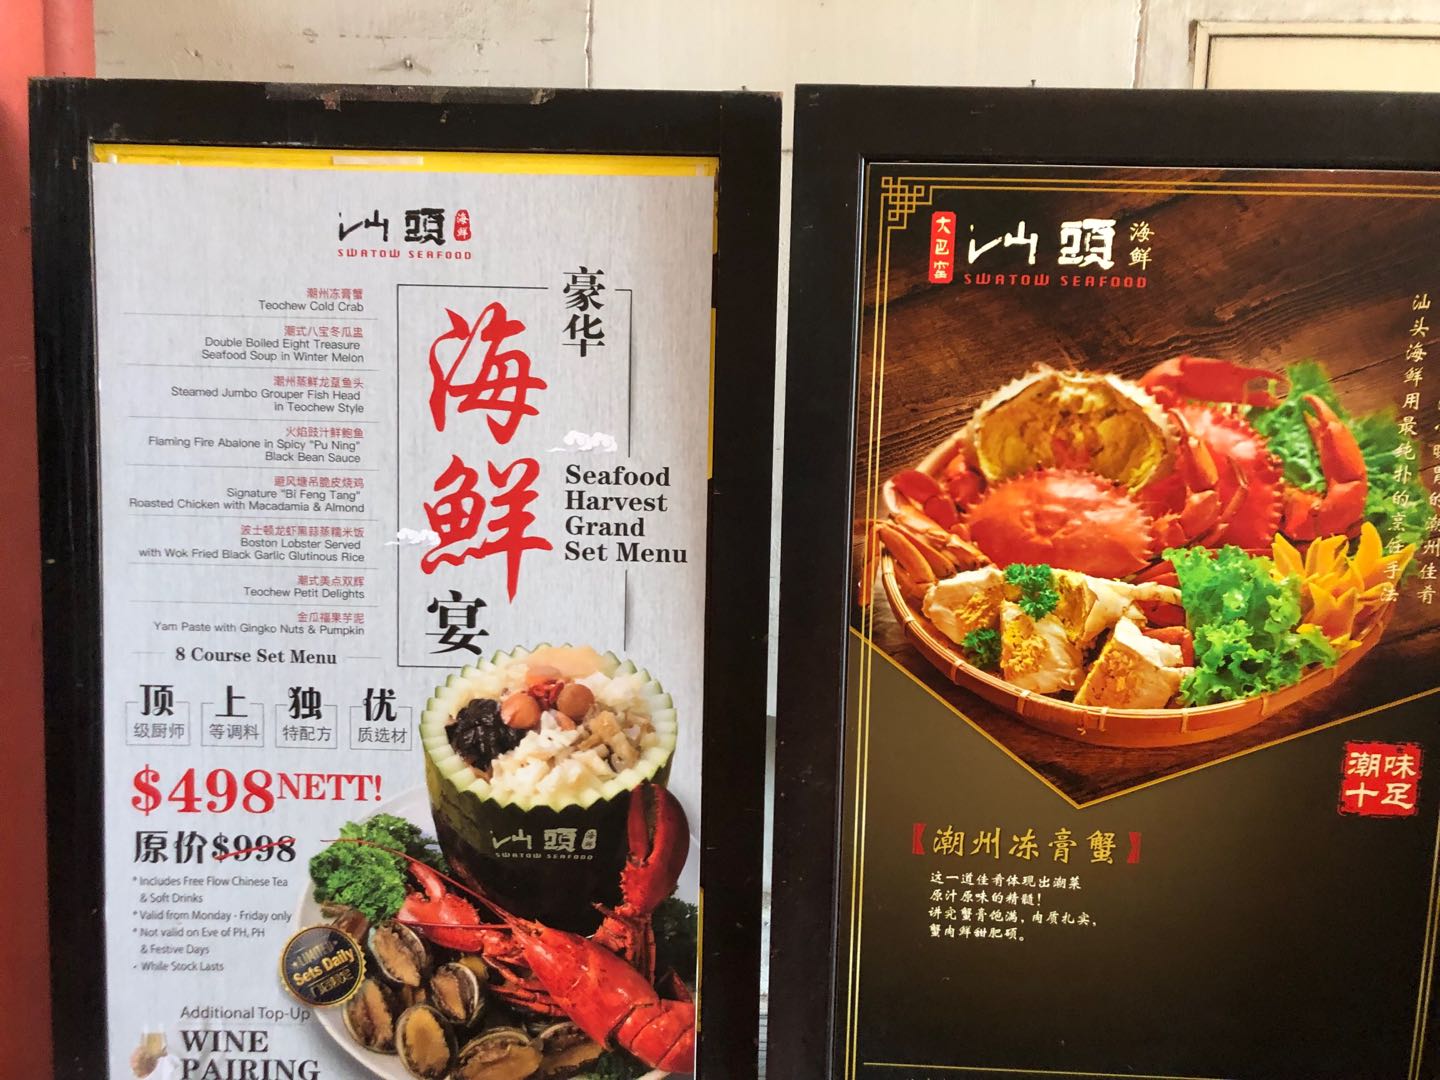 汕頭 海鲜
SWATOW SEAFOOD
潮州冻膏蟹
Teochew Cold Crab
潮式八宝冬瓜盅
Double Boiled Eight Treasure
Seafood Soup in Winter Melon
潮州蒸鲜龙趸鱼头
Steamed Jumbo Grouper Fish Head
in Teochew Style
火焰豉汁鲜鲍鱼
Flaming Fire Abalone in Spicy "Pu Ning"
Black Bean Sauce
避风塘吊脆皮烧鸡
Signature "Bi Feng Tang"
Roasted Chicken with Macadamia & Almond
波士顿龙虾黑蒜蒸糯米饭
Boston Lobster Served
with Wok Fried Black Garlic Glutinous Rice
潮式美点双辉
Teochew Petit Delights
金瓜福果芋泥
Yam Paste with Gingko Nuts & Pumpkin
8 Course Set Menu
豪华
海鲜宴
Seafood
Harvest
Grand
Set Menu
顶 上 独 优
级厨师 等调料 特配方 质选材
$498 NETT!
原价$998
* Includes Free Flow Chinese Tea
& Soft Drinks
* Valid from Monday - Friday only
* Not valid on Eve of PH, PH
& Festive Days
- While Stock Lasts
Sets Daily
汕頭 海鲜
SWATOW SEAFOOD
Additional Top-Up
WINE
PAIRING
大巴窑 汕頭 海鲜
SWATOW SEAFOOD
汕头海鲜用最纯扑的烹饪手法
的潮州佳肴
潮味
十足
【潮州冻膏蟹】
这一道佳肴体现出潮菜
原汁原味的精髓！
讲究蟹膏饱满，肉质扎实，
蟹肉鲜甜肥硕。